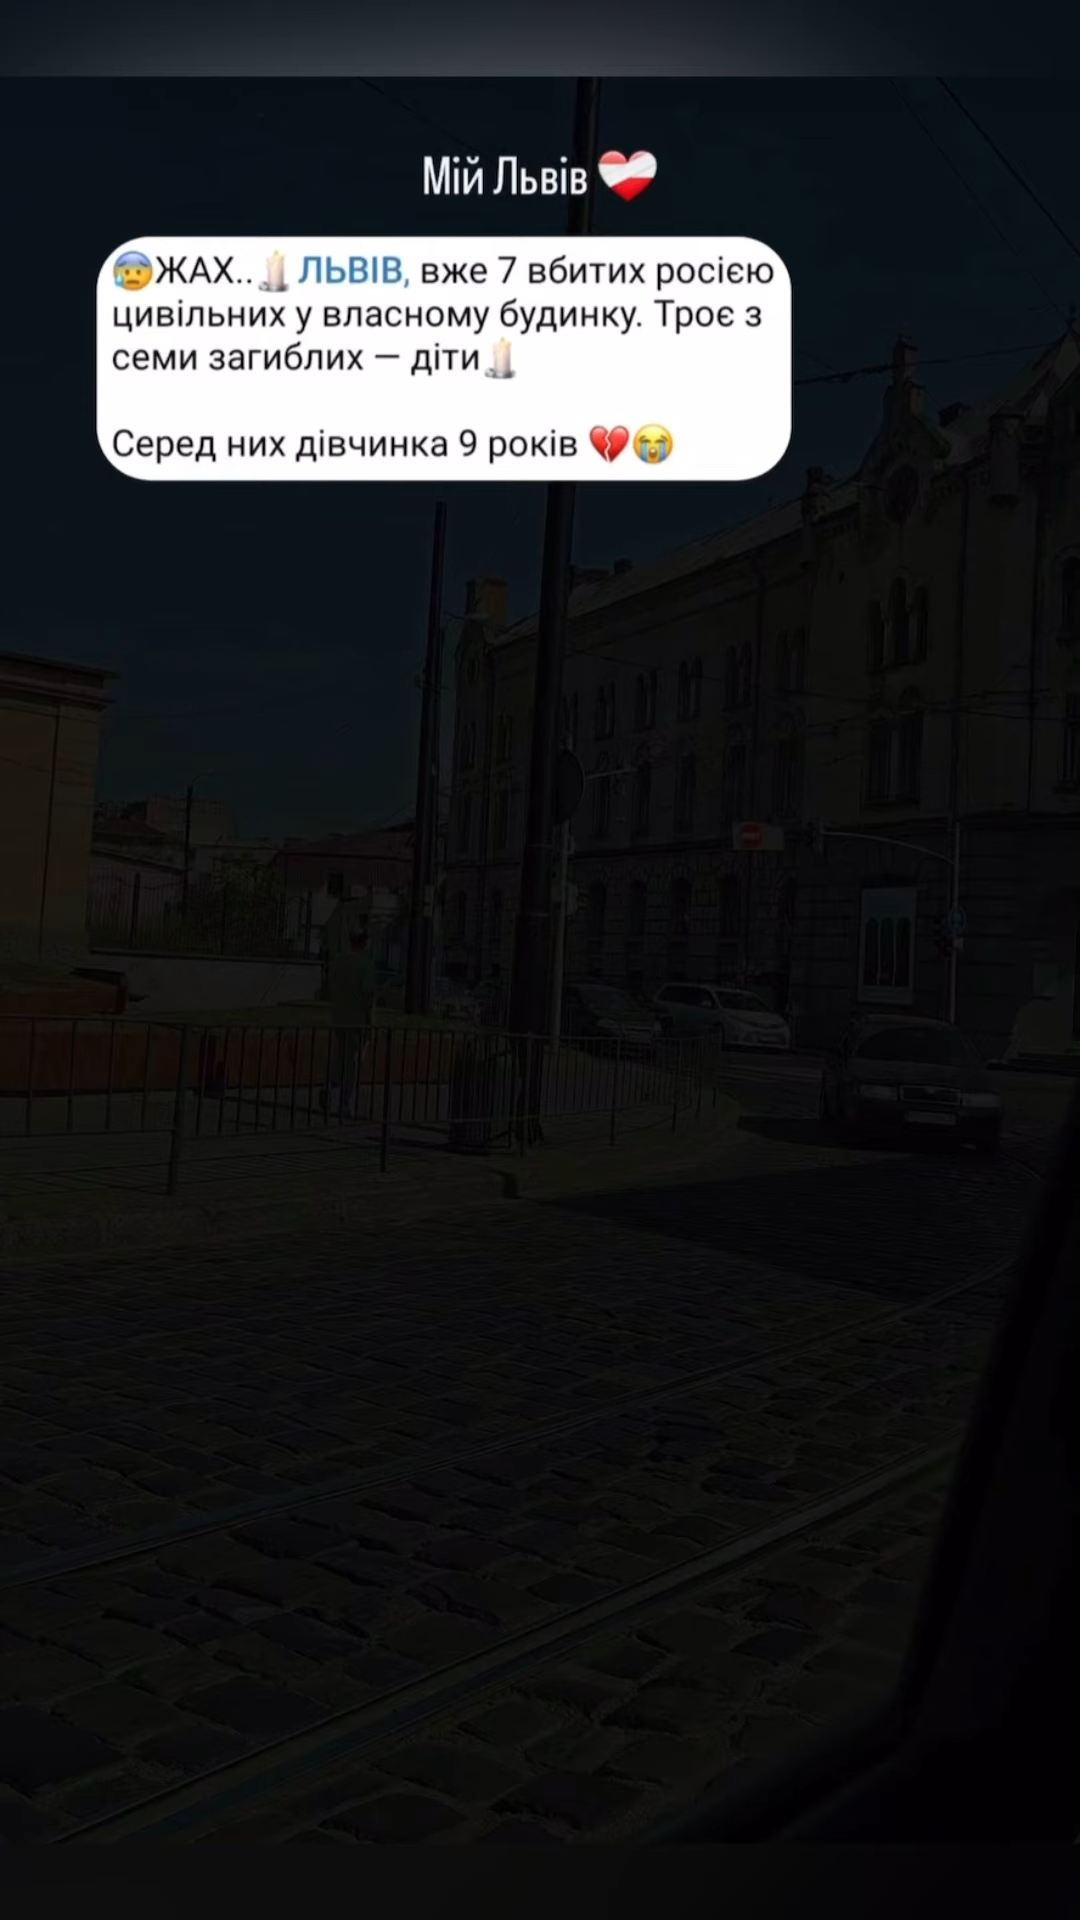 Мій Львів
😰ЖАХ..🕯️ЛЬВІВ, вже 7 вбитих росією
цивільних у власному будинку. Троє з
семи загиблих — діти🕯️
Серед них дівчинка 9 років 💔😭